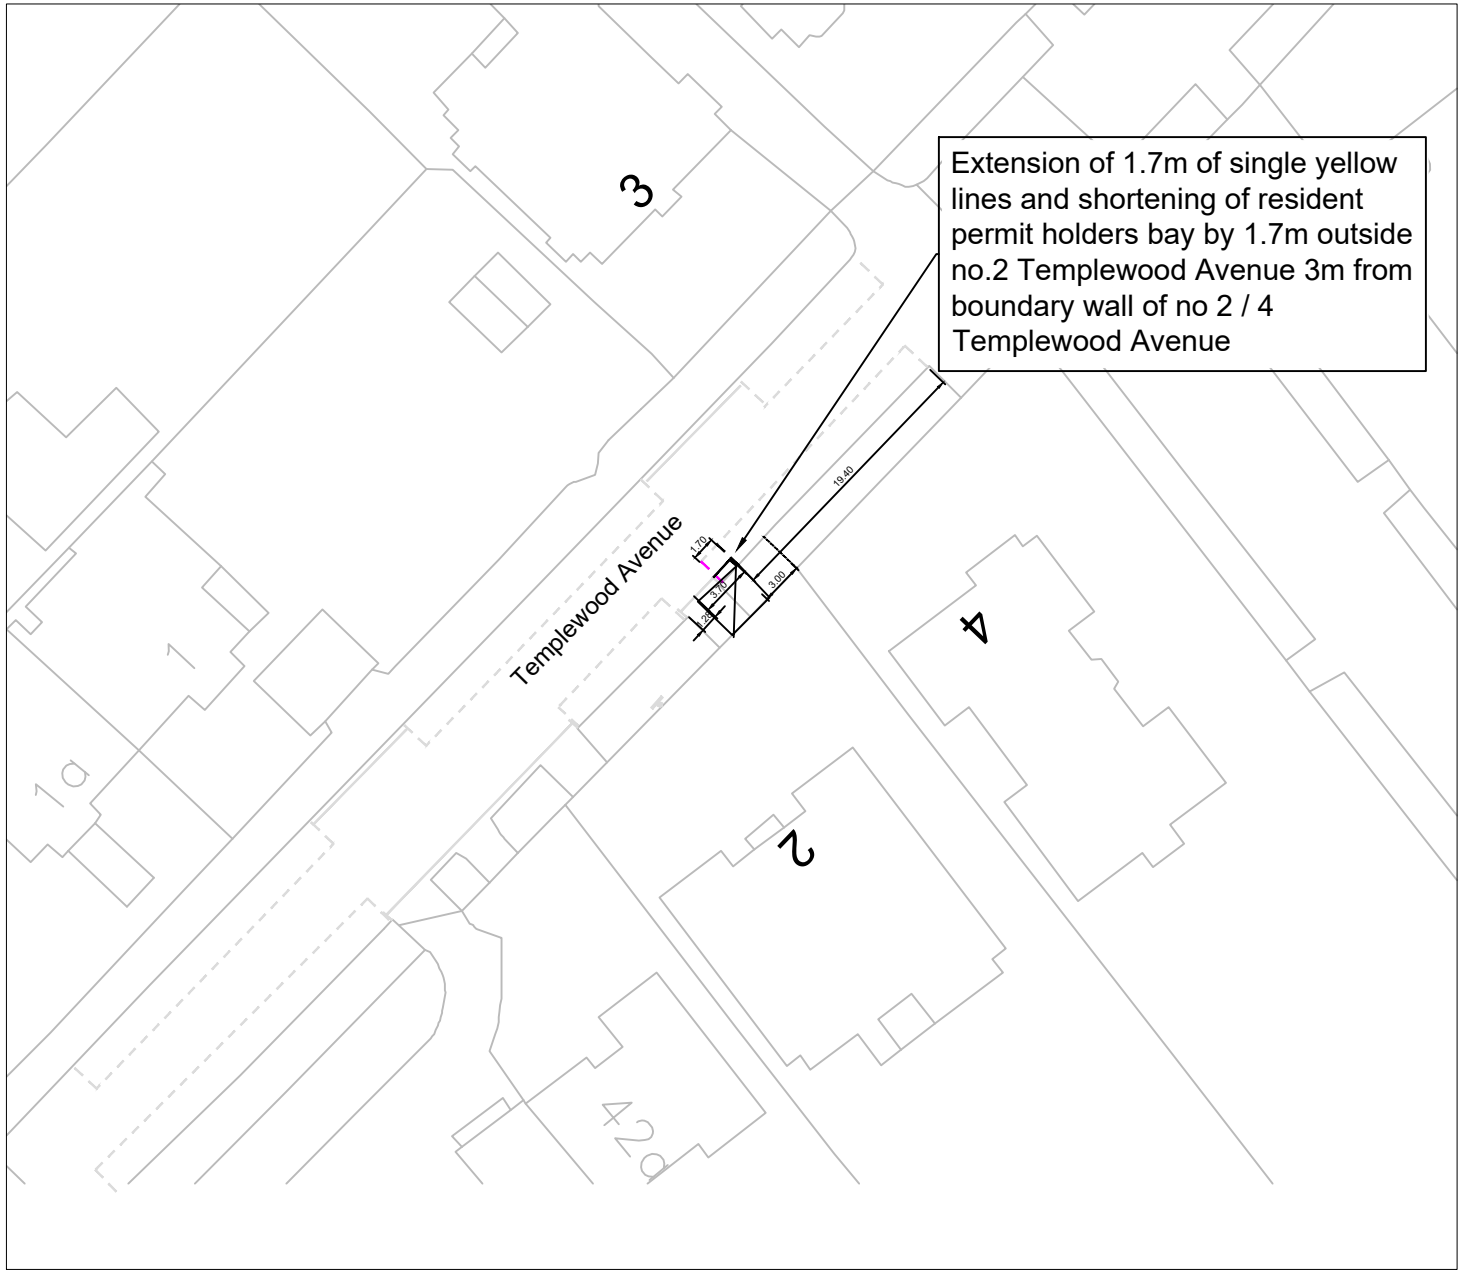 3
Extension of 1.7m of single yellow
lines and shortening of resident
permit holders bay by 1.7m outside
no.2 Templewood Avenue 3m from
boundary wall of no 2 / 4
Templewood Avenue
19.40
1.70
3.00
3.70
Templewood Avenue
4
1
1a
2
42a